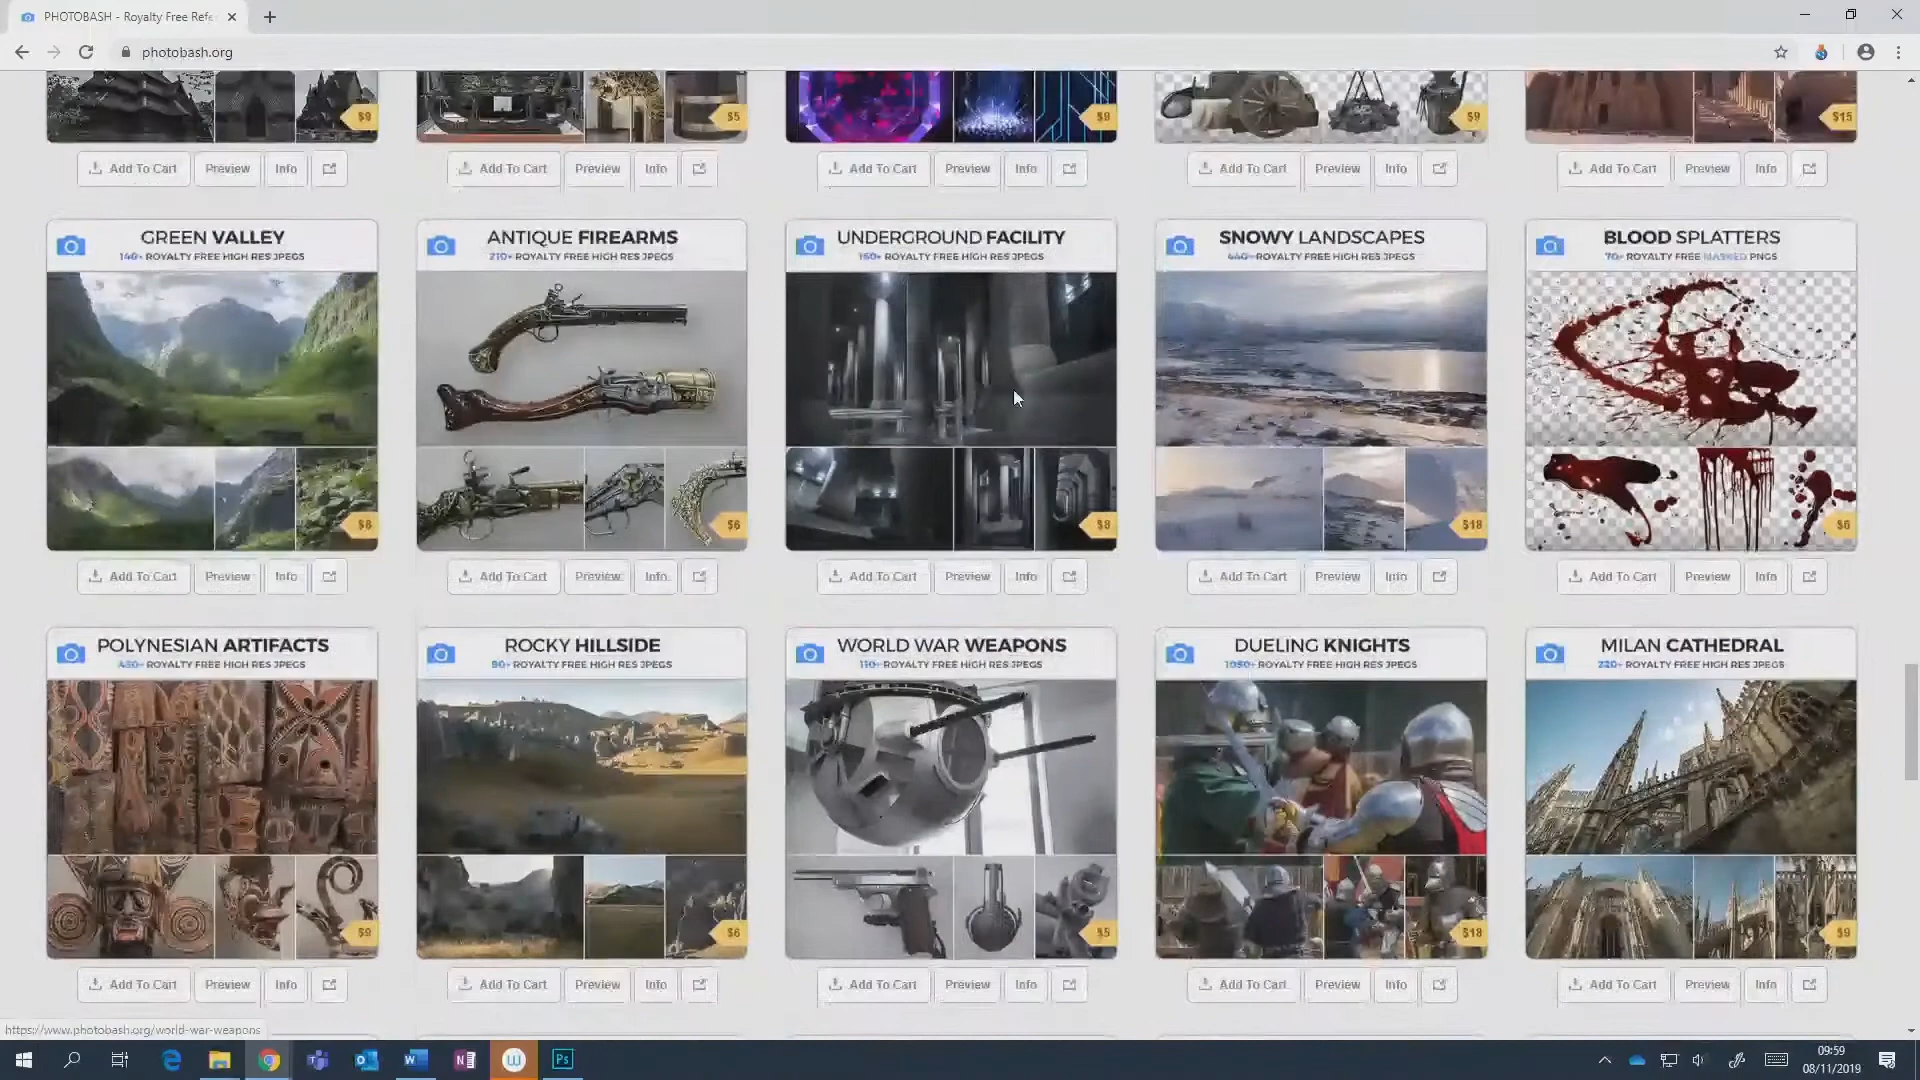 PHOTOBASH - Royalty Free Refe
photobash.org
$9
$5
$9
$9
$15
Add To Cart Preview Info
Add To Cart Preview Info
Add To Cart Preview Info
Add To Cart Preview Info
Add To Cart Preview Info
GREEN VALLEY
140+ ROYALTY FREE HIGH RES JPEGS
$8
ANTIQUE FIREARMS
210+ ROYALTY FREE HIGH RES JPEGS
$6
UNDERGROUND FACILITY
160+ ROYALTY FREE HIGH RES JPEGS
$8
SNOWY LANDSCAPES
440+ ROYALTY FREE HIGH RES JPEGS
$18
BLOOD SPLATTERS
70+ ROYALTY FREE MASKED PNGS
$6
Add To Cart Preview Info
Add To Cart Preview Info
Add To Cart Preview Info
Add To Cart Preview Info
Add To Cart Preview Info
POLYNESIAN ARTIFACTS
450+ ROYALTY FREE HIGH RES JPEGS
$9
ROCKY HILLSIDE
90+ ROYALTY FREE HIGH RES JPEGS
$6
WORLD WAR WEAPONS
110+ ROYALTY FREE HIGH RES JPEGS
$5
DUELING KNIGHTS
1050+ ROYALTY FREE HIGH RES JPEGS
$18
MILAN CATHEDRAL
220+ ROYALTY FREE HIGH RES JPEGS
$9
Add To Cart Preview Info
Add To Cart Preview Info
Add To Cart Preview Info
Add To Cart Preview Info
Add To Cart Preview Info
https://www.photobash.org/world-war-weapons
09:59
08/11/2019